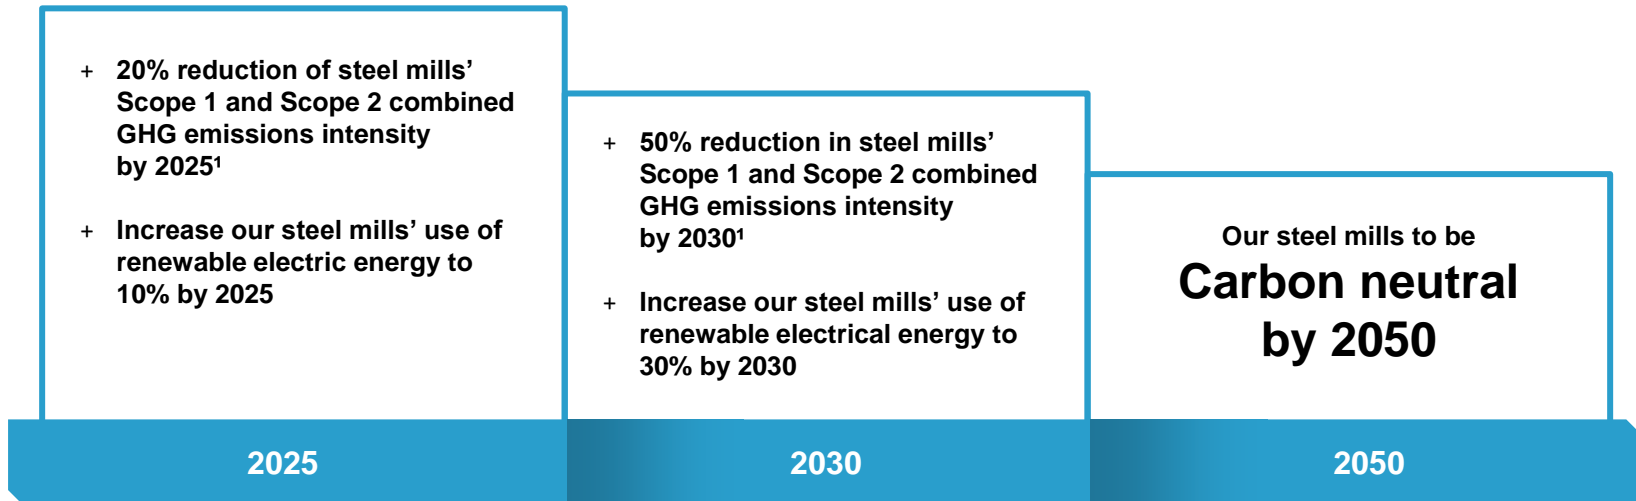 + 20% reduction of steel mills’
Scope 1 and Scope 2 combined
GHG emissions intensity
by 2025¹
+ Increase our steel mills’ use of
renewable electric energy to
10% by 2025
+ 50% reduction in steel mills’
Scope 1 and Scope 2 combined
GHG emissions intensity
by 2030¹
+ Increase our steel mills’ use of
renewable electrical energy to
30% by 2030
Our steel mills to be
Carbon neutral
by 2050
2025
2030
2050